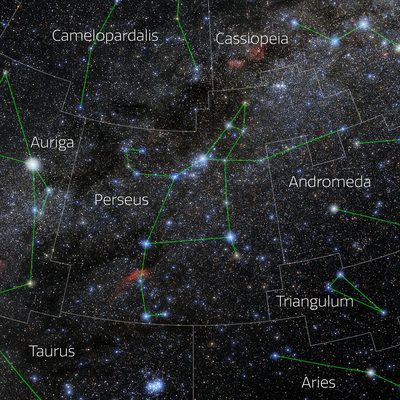 Camelopardalis
Cassiopeia
Auriga
Andromeda
Perseus
Triangulum
Taurus
Aries